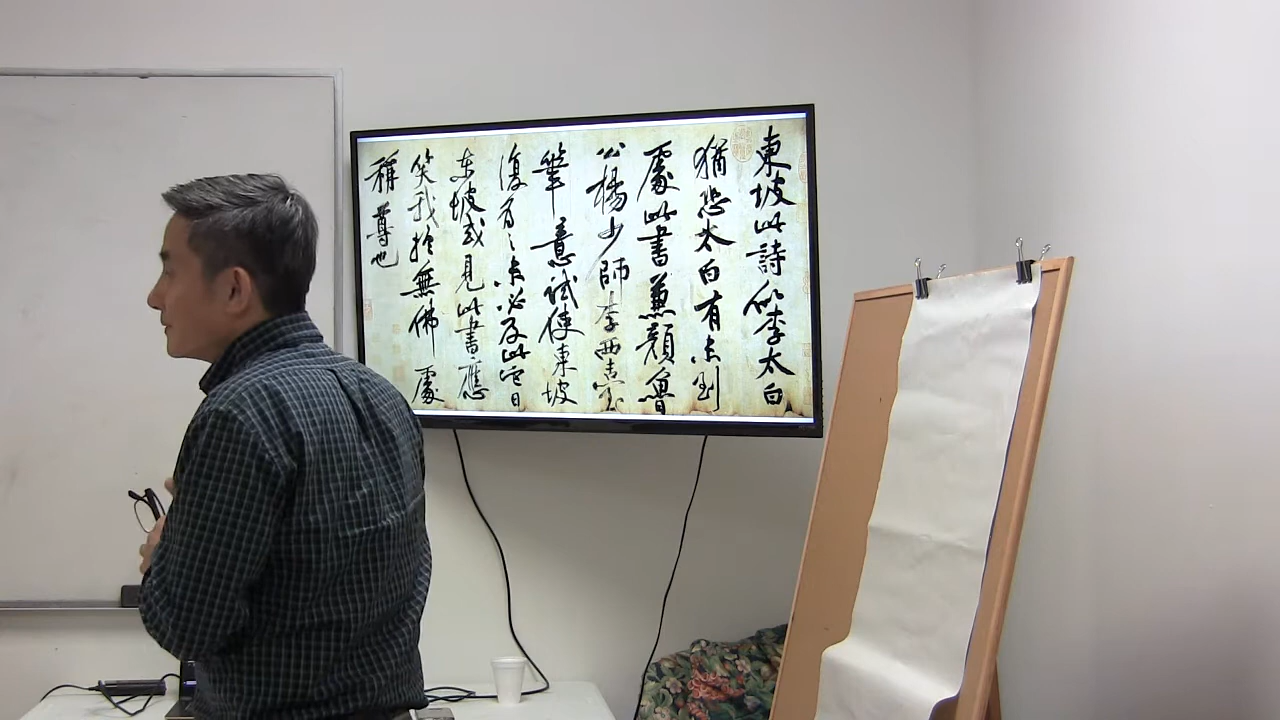 東坡此詩似李太白
猶恐太白有未到
處此書兼顏魯
公楊少師李西臺
筆意試使東坡
復為之未必及此它日
东坡或見此書應
笑我於無佛處
稱尊也